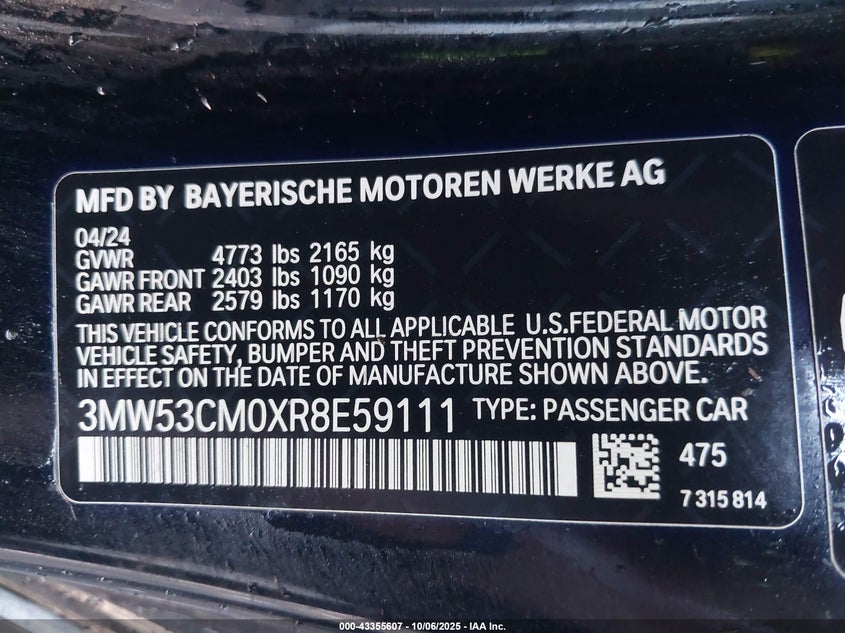 MFD BY BAYERISCHE MOTOREN WERKE AG
04/24
GVWR 4773 lbs 2165 kg
GAWR FRONT 2403 lbs 1090 kg
GAWR REAR 2579 lbs 1170 kg
THIS VEHICLE CONFORMS TO ALL APPLICABLE U.S.FEDERAL MOTOR
VEHICLE SAFETY, BUMPER AND THEFT PREVENTION STANDARDS
IN EFFECT ON THE DATE OF MANUFACTURE SHOWN ABOVE.
3MW53CM0XR8E59111 TYPE: PASSENGER CAR
475
7 315 814
000-43355607 - 10/06/2025 - IAA Inc.